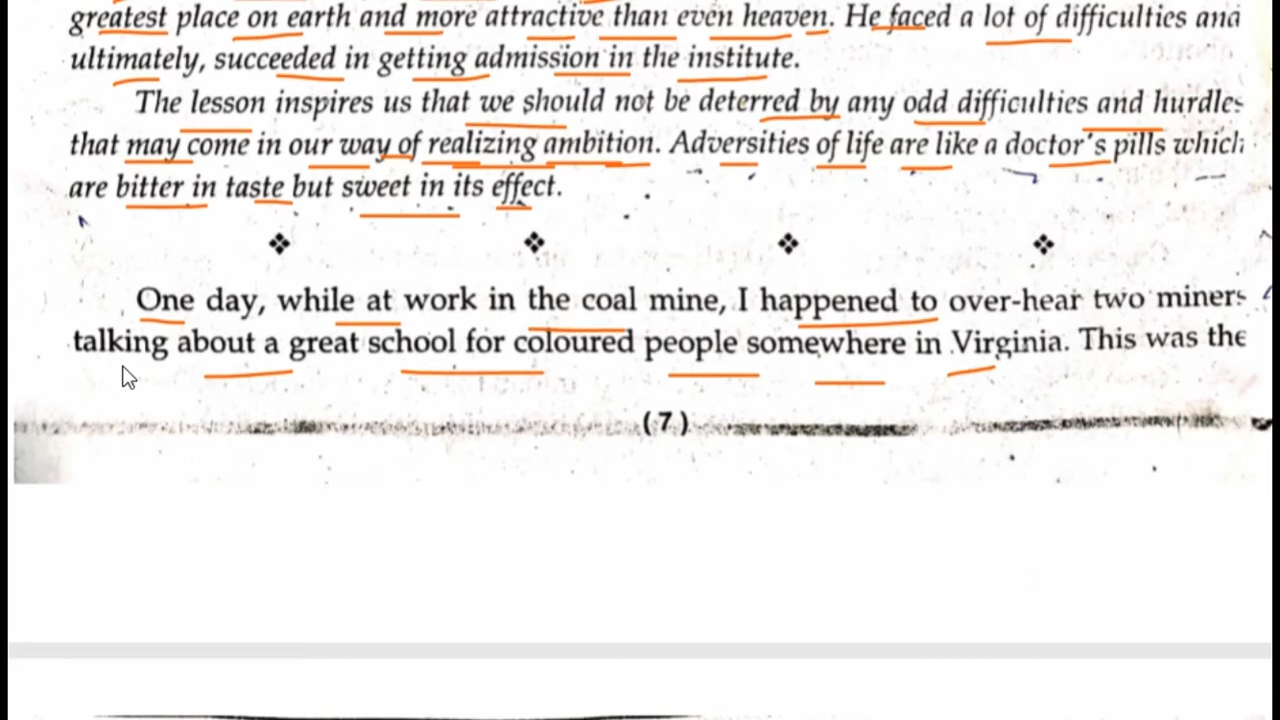 greatest place on earth and more attractive than even heaven. He faced a lot of difficulties and
ultimately, succeeded in getting admission in the institute.
The lesson inspires us that we should not be deterred by any odd difficulties and hurdles
that may come in our way of realizing ambition. Adversities of life are like a doctor's pills which
are bitter in taste but sweet in its effect.
❖ ❖ ❖ ❖
One day, while at work in the coal mine, I happened to over-hear two miners
talking about a great school for coloured people somewhere in Virginia. This was the
(7)